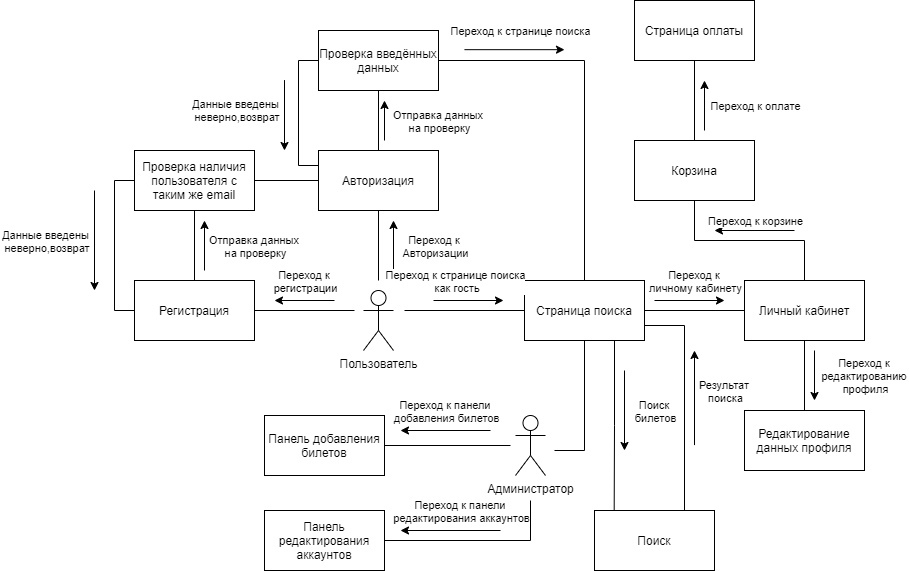 Переход к странице поиска
Страница оплаты
Проверка введённых
данных
Данные введены
неверно,возврат
Отправка данных
на проверку
Переход к оплате
Проверка наличия
пользователя с
таким же email
Авторизация
Корзина
Данные введены
неверно,возврат
Отправка данных
на проверку
Переход к
Авторизации
Переход к корзине
Переход к
регистрации
Переход к странице поиска
как гость
Переход к
личному кабинету
Регистрация
Страница поиска
Личный кабинет
Пользователь
Переход к
редактированию
профиля
Результат
поиска
Поиск
билетов
Переход к панели
добавления билетов
Панель добавления
билетов
Редактирование
данных профиля
Администратор
Переход к панели
редактирования аккаунтов
Панель
редактирования
аккаунтов
Поиск